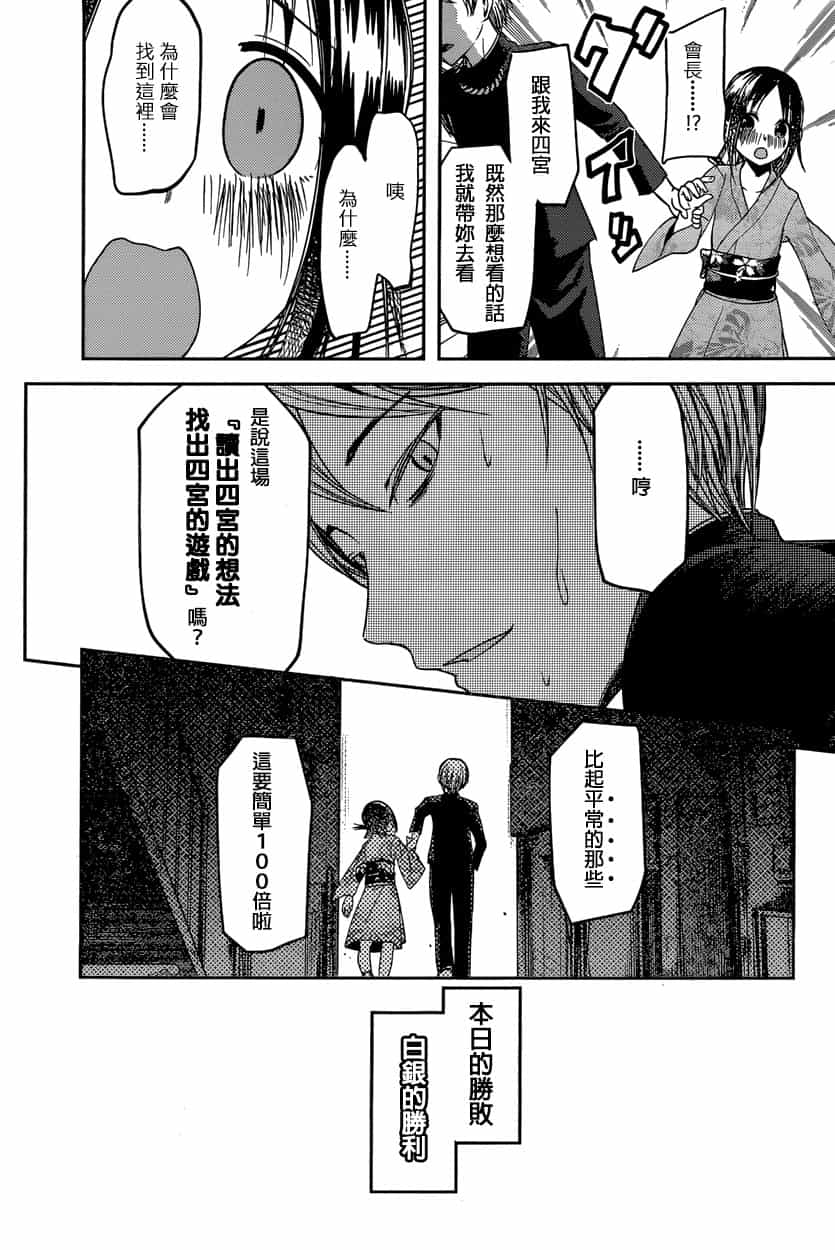 會長……!?
跟我來四宮
既然那麼想看的話
我就帶妳去看
咦
為什麼……
為什麼會
找到這裡……
……哼
是說這場
『讀出四宮的想法
找出四宮的遊戲』嗎?
比起平常的那些
這要簡單100倍啦
本日的勝敗
白銀的勝利